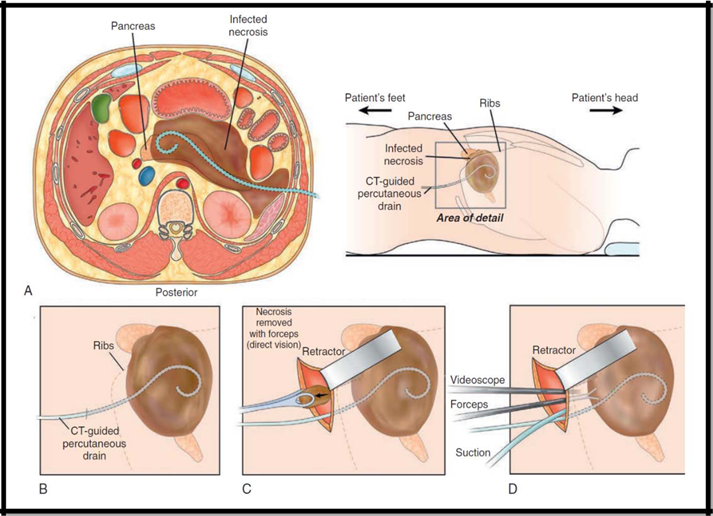 Pancreas
Infected
necrosis
A
Posterior
Patient's feet
Patient's head
Pancreas
Ribs
Infected
necrosis
CT-guided
percutaneous
drain
Area of detail
Ribs
CT-guided
percutaneous
drain
B
Necrosis
removed
with forceps
(direct vision)
Retractor
C
Retractor
Videoscope
Forceps
Suction
D